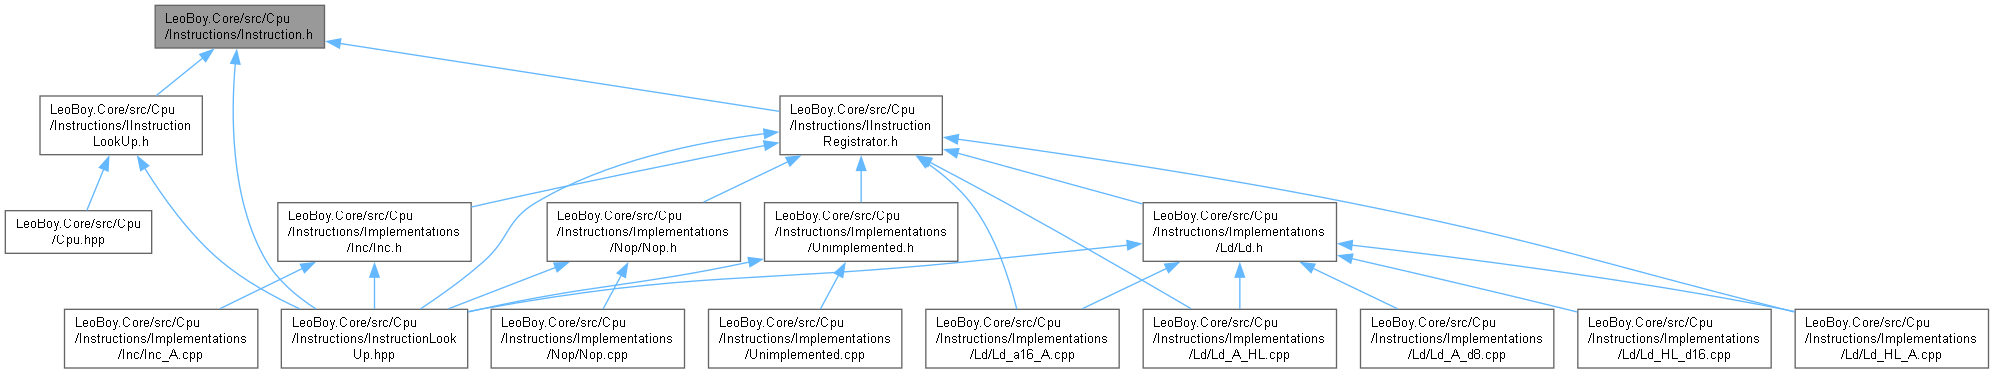 LeoBoy.Core/src/Cpu
/Instructions/Instruction.h
LeoBoy.Core/src/Cpu
/Instructions/IInstruction
LookUp.h
LeoBoy.Core/src/Cpu
/Instructions/IInstruction
Registrator.h
LeoBoy.Core/src/Cpu
/Cpu.hpp
LeoBoy.Core/src/Cpu
/Instructions/Implementations
/Inc/Inc.h
LeoBoy.Core/src/Cpu
/Instructions/Implementations
/Nop/Nop.h
LeoBoy.Core/src/Cpu
/Instructions/Implementations
/Unimplemented.h
LeoBoy.Core/src/Cpu
/Instructions/Implementations
/Ld/Ld.h
LeoBoy.Core/src/Cpu
/Instructions/Implementations
/Inc/Inc_A.cpp
LeoBoy.Core/src/Cpu
/Instructions/InstructionLook
Up.hpp
LeoBoy.Core/src/Cpu
/Instructions/Implementations
/Nop/Nop.cpp
LeoBoy.Core/src/Cpu
/Instructions/Implementations
/Unimplemented.cpp
LeoBoy.Core/src/Cpu
/Instructions/Implementations
/Ld/Ld_a16_A.cpp
LeoBoy.Core/src/Cpu
/Instructions/Implementations
/Ld/Ld_A_HL.cpp
LeoBoy.Core/src/Cpu
/Instructions/Implementations
/Ld/Ld_A_d8.cpp
LeoBoy.Core/src/Cpu
/Instructions/Implementations
/Ld/Ld_HL_d16.cpp
LeoBoy.Core/src/Cpu
/Instructions/Implementations
/Ld/Ld_HL_A.cpp